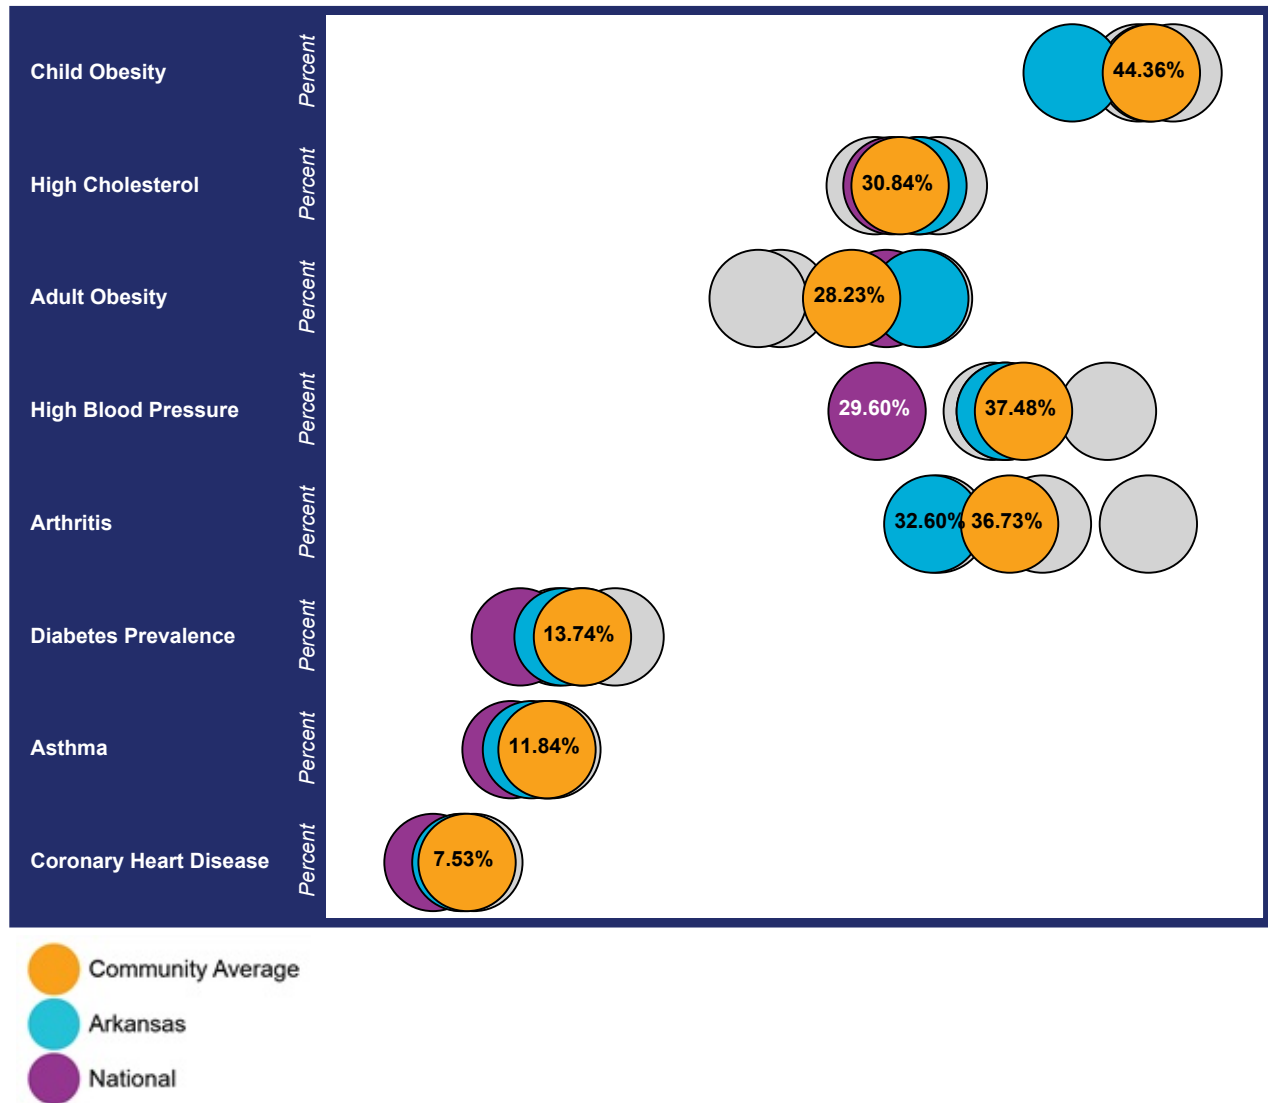 Child Obesity Percent 44.36%
High Cholesterol Percent 30.84%
Adult Obesity Percent 28.23%
High Blood Pressure Percent 29.60% 37.48%
Arthritis Percent 32.60% 36.73%
Diabetes Prevalence Percent 13.74%
Asthma Percent 11.84%
Coronary Heart Disease Percent 7.53%
Community Average
Arkansas
National